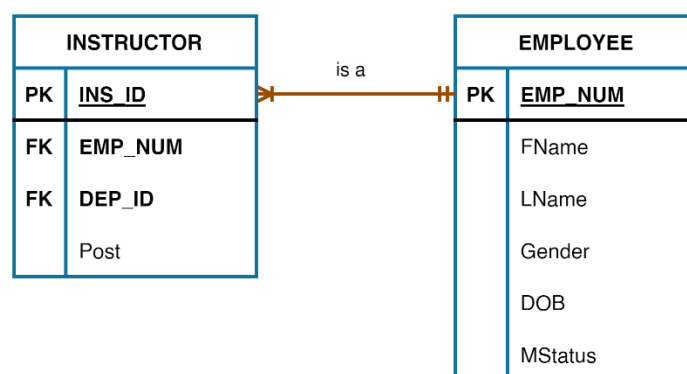 INSTRUCTOR
PK INS_ID
FK EMP_NUM
FK DEP_ID
Post
is a
EMPLOYEE
PK EMP_NUM
FName
LName
Gender
DOB
MStatus